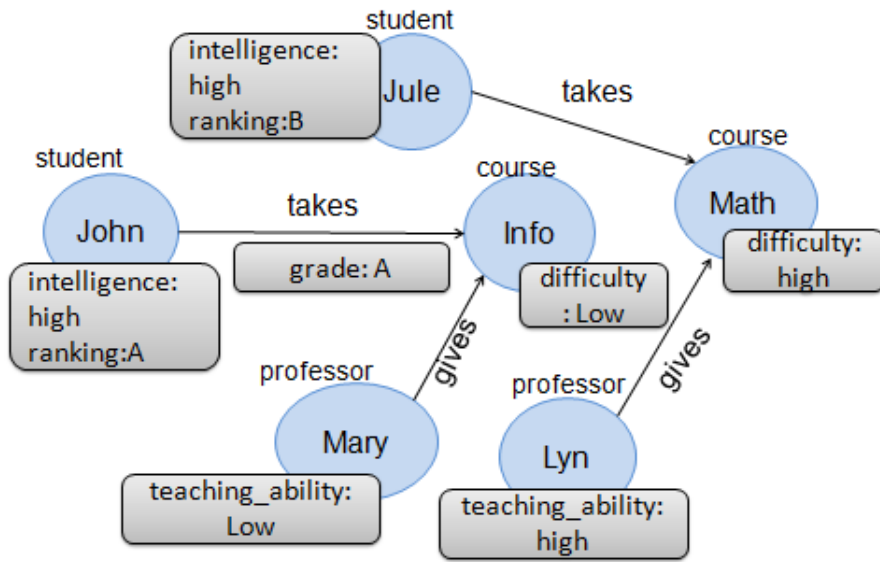 student
intelligence:
high
ranking:B
Jule
takes
course
Math
difficulty:
high
student
John
intelligence:
high
ranking:A
takes
grade: A
course
Info
difficulty
: Low
gives
gives
professor
Mary
teaching_ability:
Low
professor
Lyn
teaching_ability:
high